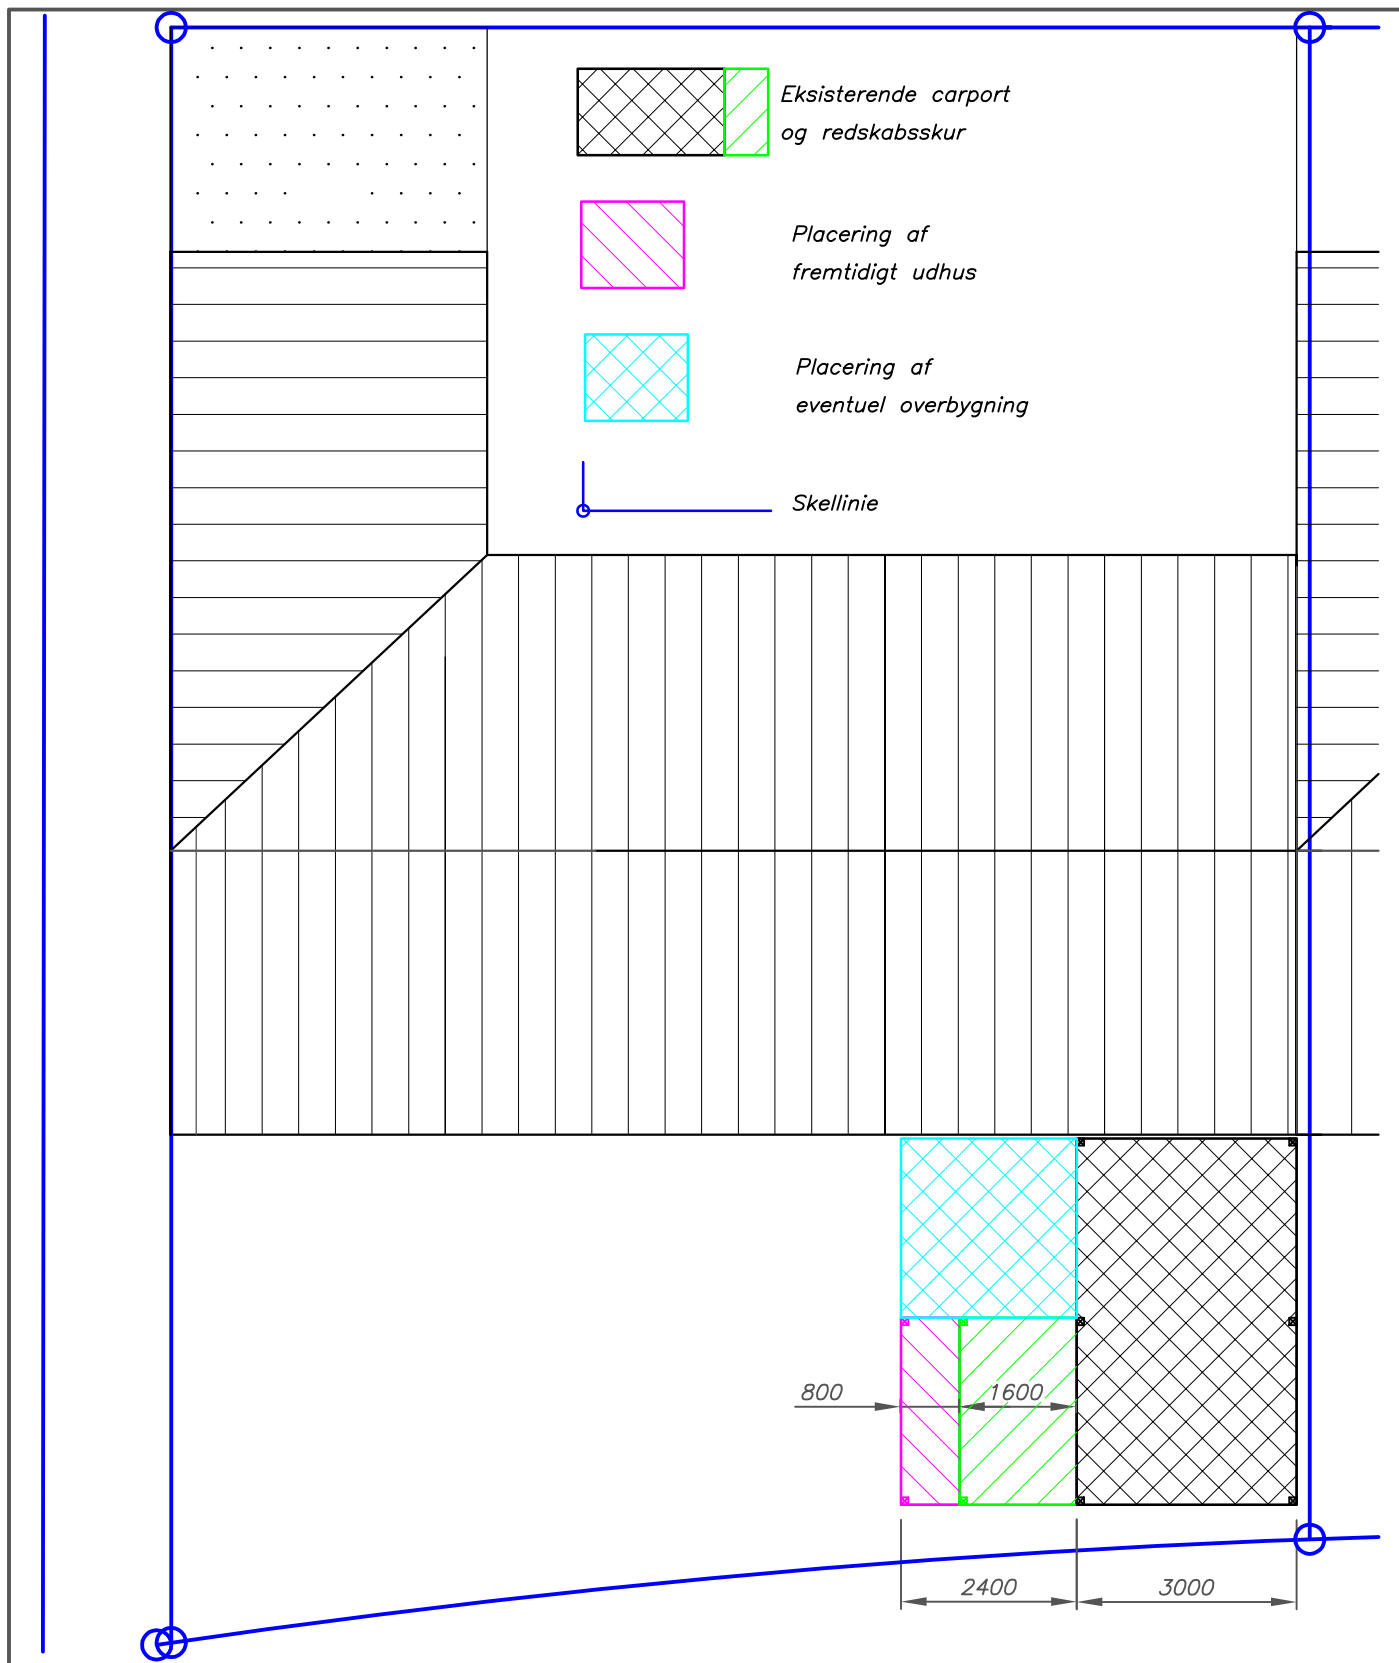 Eksisterende carport
og redskabsskur
Placering af
fremtidigt udhus
Placering af
eventuel overbygning
Skellinie
800
1600
2400
3000